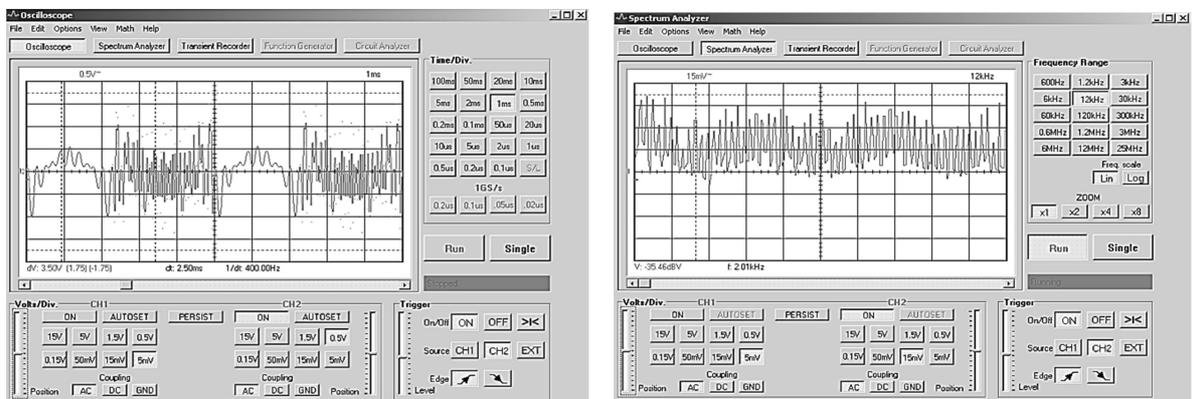 Oscilloscope
File Edit Options View Math Help
Oscilloscope Spectrum Analyzer Transient Recorder Function Generator Circuit Analyzer
0.5V~ 1ms
Time/Div.
100ms 50ms 20ms 10ms
5ms 2ms 1ms 0.5ms
0.2ms 0.1ms 50us 20us
10us 5us 2us 1us
0.5us 0.2us 0.1us S/L
1GS/s
0.2us 0.1us .05us .02us
Run Single
dV: 3.50V (1.75) (-1.75) dt: 2.50ms 1/dt: 400.00Hz
Stopped
Volts/Div. CH1 CH2
ON AUTOSET PERSIST ON AUTOSET
15V 5V 1.5V 0.5V 15V 5V 1.5V 0.5V
0.15V 50mV 15mV 5mV 0.15V 50mV 15mV 5mV
Coupling Coupling
Position AC DC GND AC DC GND Position
Trigger
On/Off ON OFF >|<
Source CH1 CH2 EXT
Edge
Level
Spectrum Analyzer
File Edit Options View Math Help
Oscilloscope Spectrum Analyzer Transient Recorder Function Generator Circuit Analyzer
15mV~ 12kHz
Frequency Range
600Hz 1.2kHz 3kHz
6kHz 12kHz 30kHz
60kHz 120kHz 300kHz
0.6MHz 1.2MHz 3MHz
6MHz 12MHz 25MHz
Freq. scale
Lin Log
ZOOM
x1 x2 x4 x8
Run Single
V: -35.46dBV f: 2.01kHz
Running
Volts/Div. CH1 CH2
ON AUTOSET PERSIST ON AUTOSET
15V 5V 1.5V 0.5V 15V 5V 1.5V 0.5V
0.15V 50mV 15mV 5mV 0.15V 50mV 15mV 5mV
Coupling Coupling
Position AC DC GND AC DC GND Position
Trigger
On/Off ON OFF >|<
Source CH1 CH2 EXT
Edge
Level